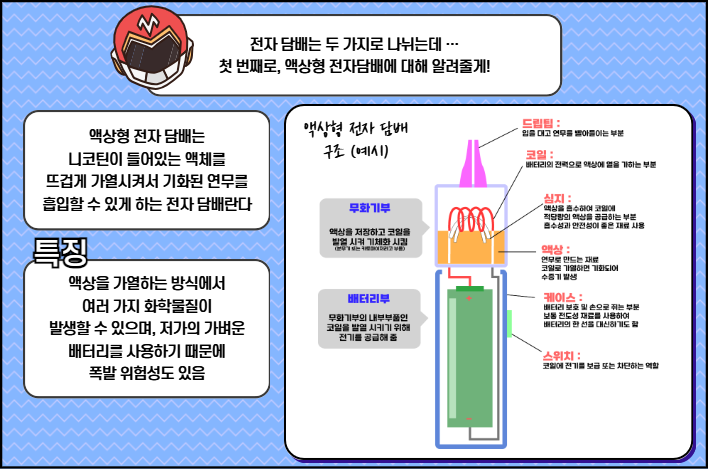 전자 담배는 두 가지로 나뉘는데 …
첫 번째로, 액상형 전자담배에 대해 알려줄게!
액상형 전자 담배는
니코틴이 들어있는 액체를
뜨겁게 가열시켜서 기화된 연무를
흡입할 수 있게 하는 전자 담배란다
특징
액상을 가열하는 방식에서
여러 가지 화학물질이
발생할 수 있으며, 저가의 가벼운
배터리를 사용하기 때문에
폭발 위험성도 있음
액상형 전자 담배
구조 (예시)
무화기부
액상을 저장하고 코일을
발열 시켜 기체화 시킴
배터리부
무화기부의 내부부품인
코일을 발열 시키기 위해
전기를 공급해 줌
드립팁 :
입을 대고 연무를 빨아들이는 부분
코일 :
배터리의 전력으로 액상에 열을 가하는 부분
심지 :
액상을 흡수하여 코일에
적당량의 액상을 공급하는 부분
흡수성과 안전성이 좋은 재료 사용
액상 :
연무로 만드는 재료
코일로 가열하면 기화되어
수증기 발생
케이스 :
배터리 보호 및 손으로 쥐는 부분
보통 전도성 재료를 사용하여
배터리의 한 선을 대신하기도 함
스위치 :
코일에 전기를 보급 또는 차단하는 역할